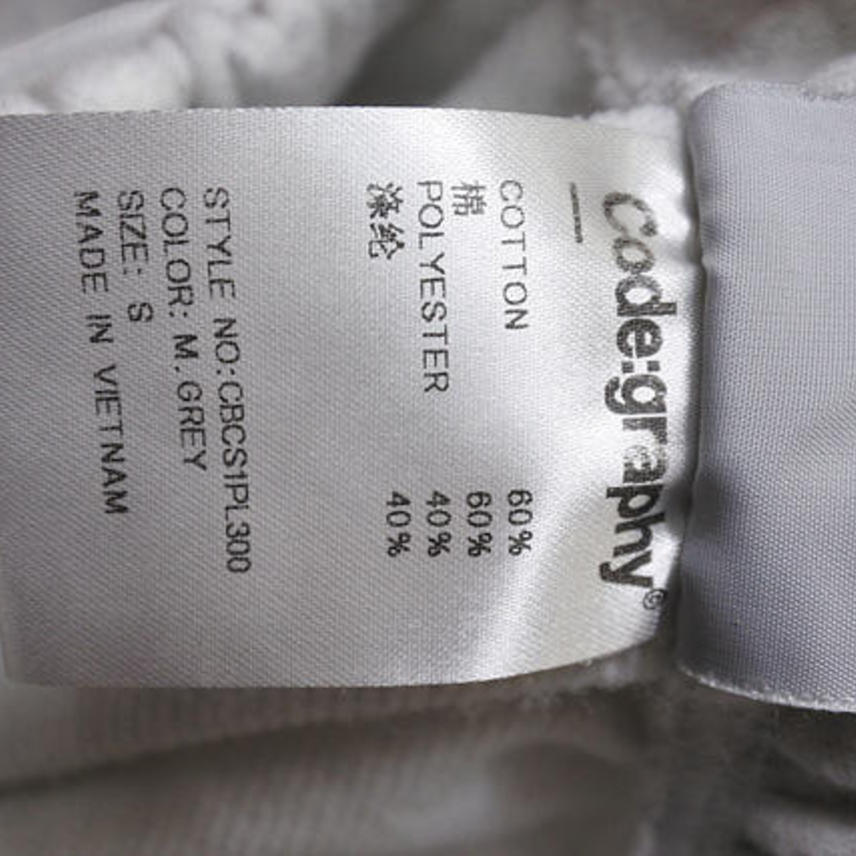 Code:graphy®
COTTON 60%
棉 60%
POLYESTER 40%
涤纶 40%
STYLE NO:CBCS1PL300
COLOR: M.GREY
SIZE: S
MADE IN VIETNAM